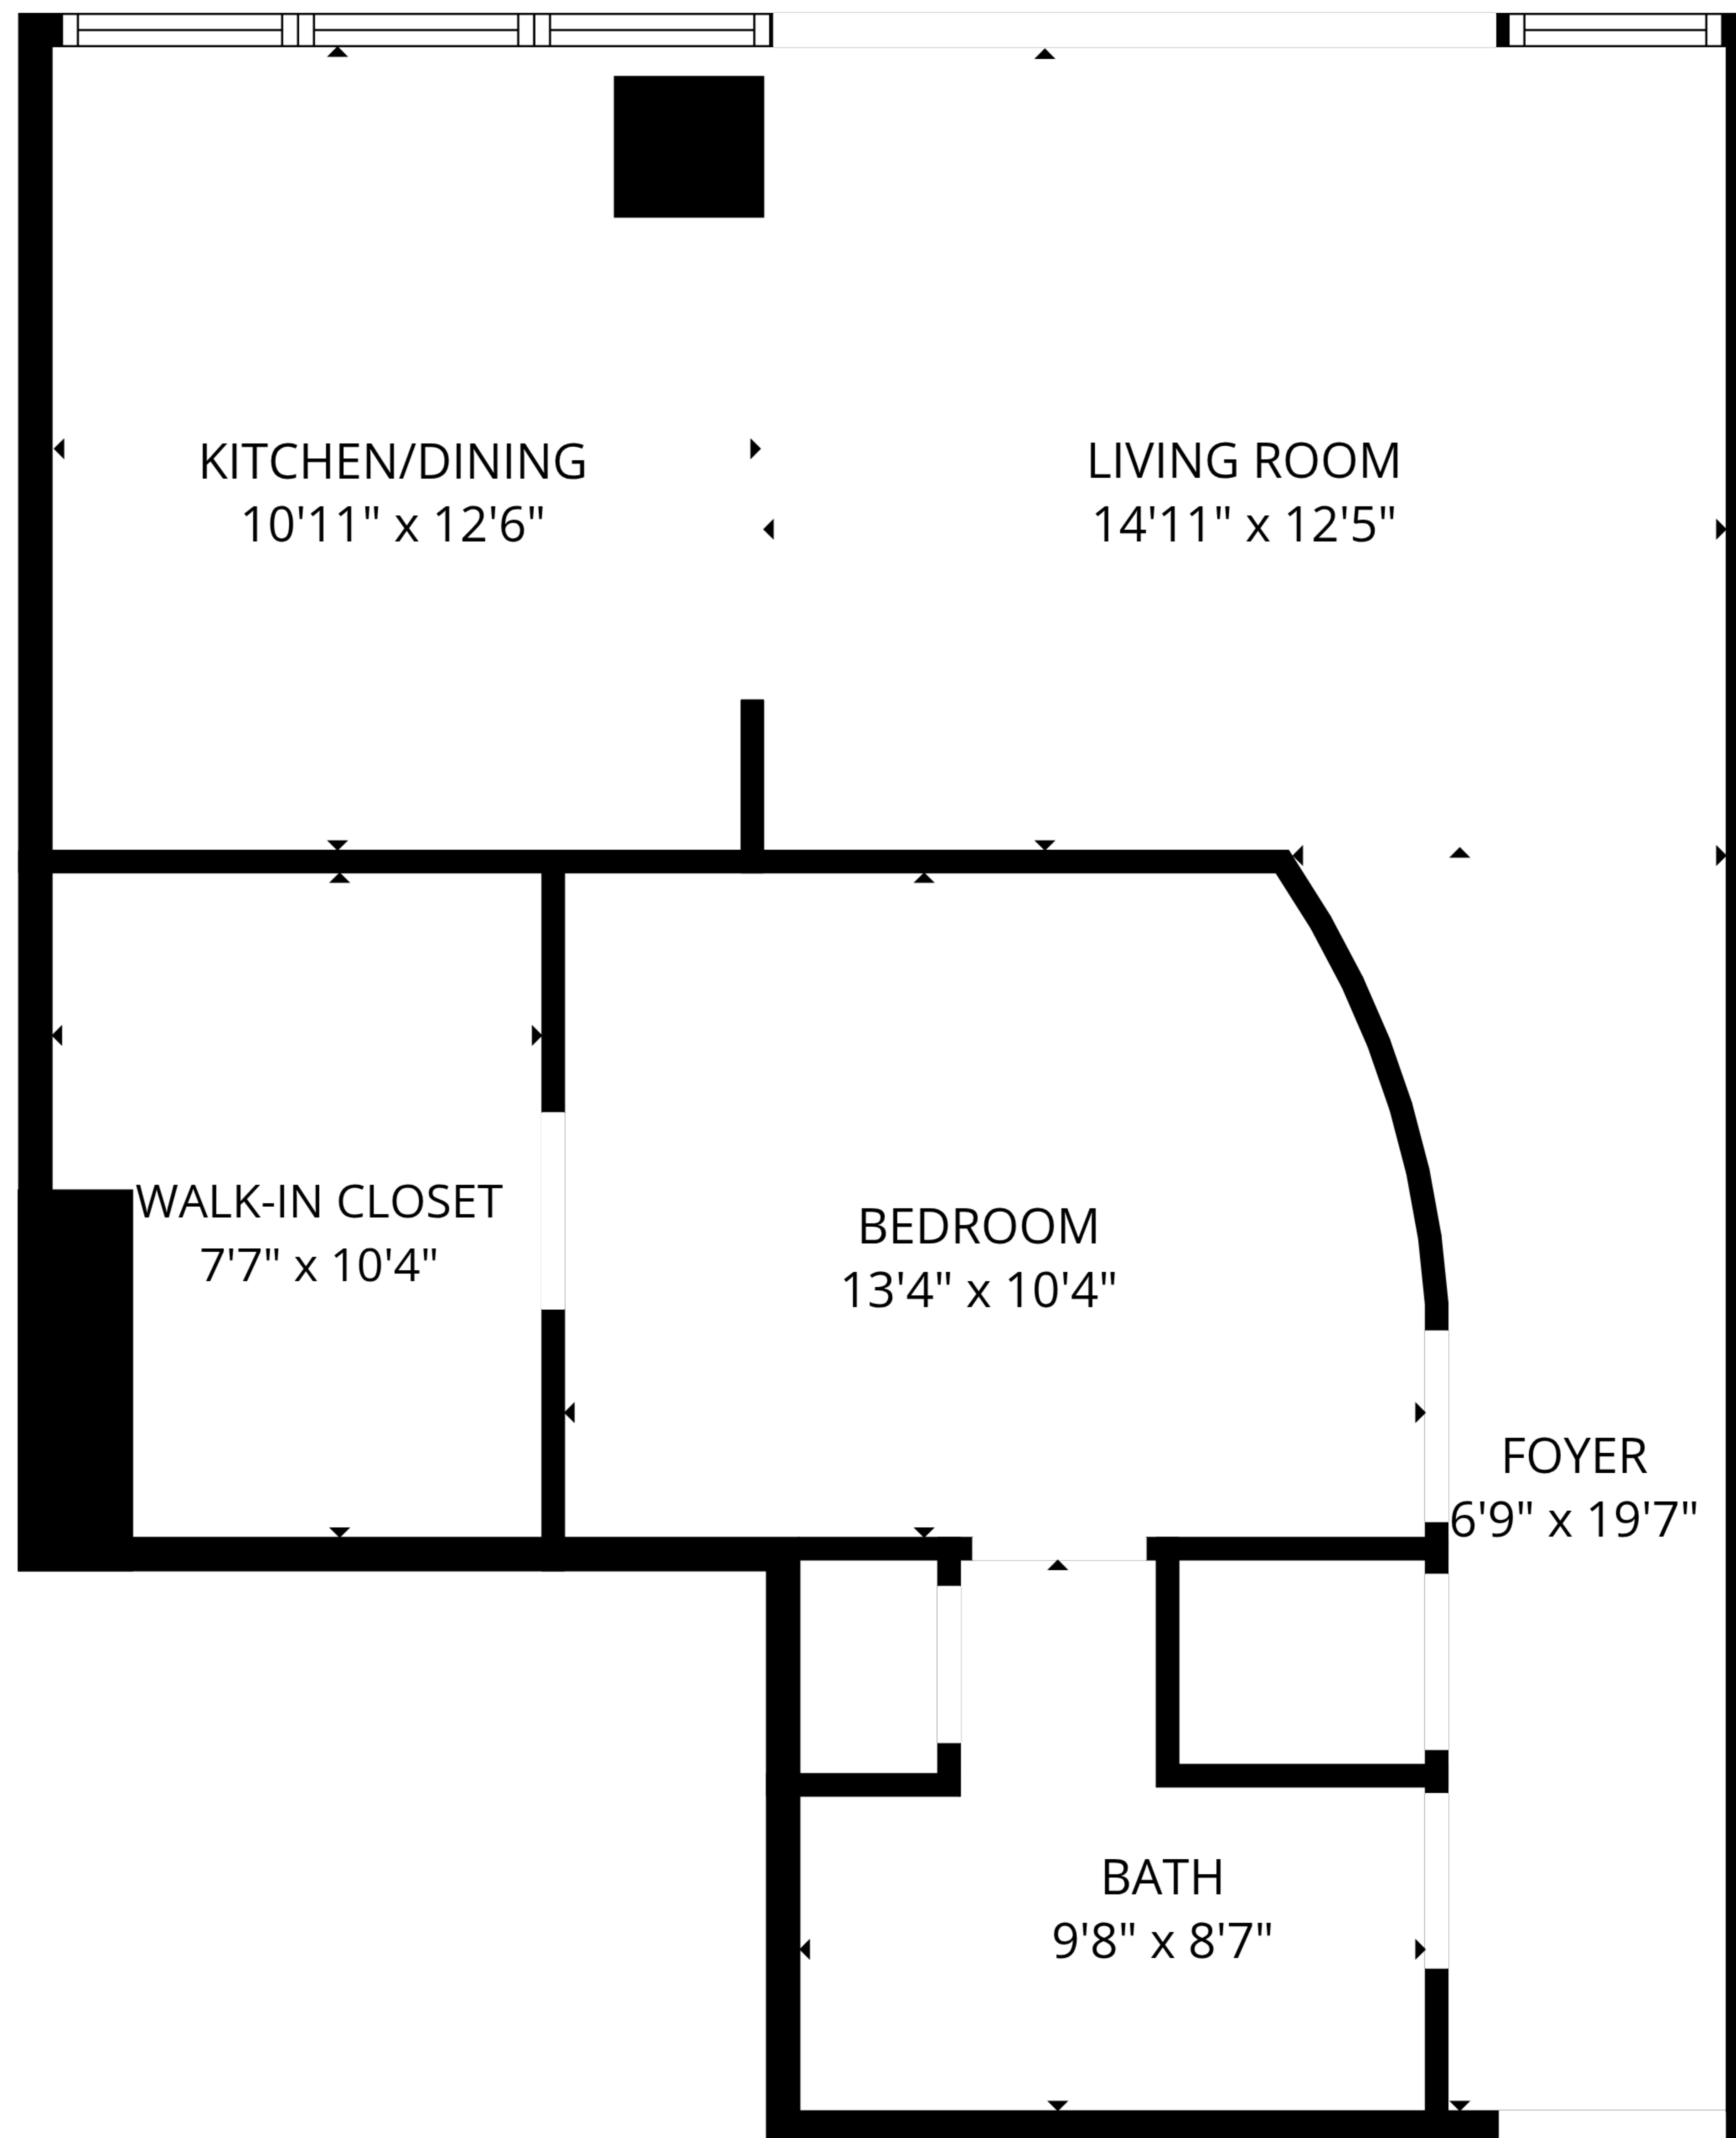 KITCHEN/DINING
10'11" x 12'6"
LIVING ROOM
14'11" x 12'5"
WALK-IN CLOSET
7'7" x 10'4"
BEDROOM
13'4" x 10'4"
FOYER
6'9" x 19'7"
BATH
9'8" x 8'7"